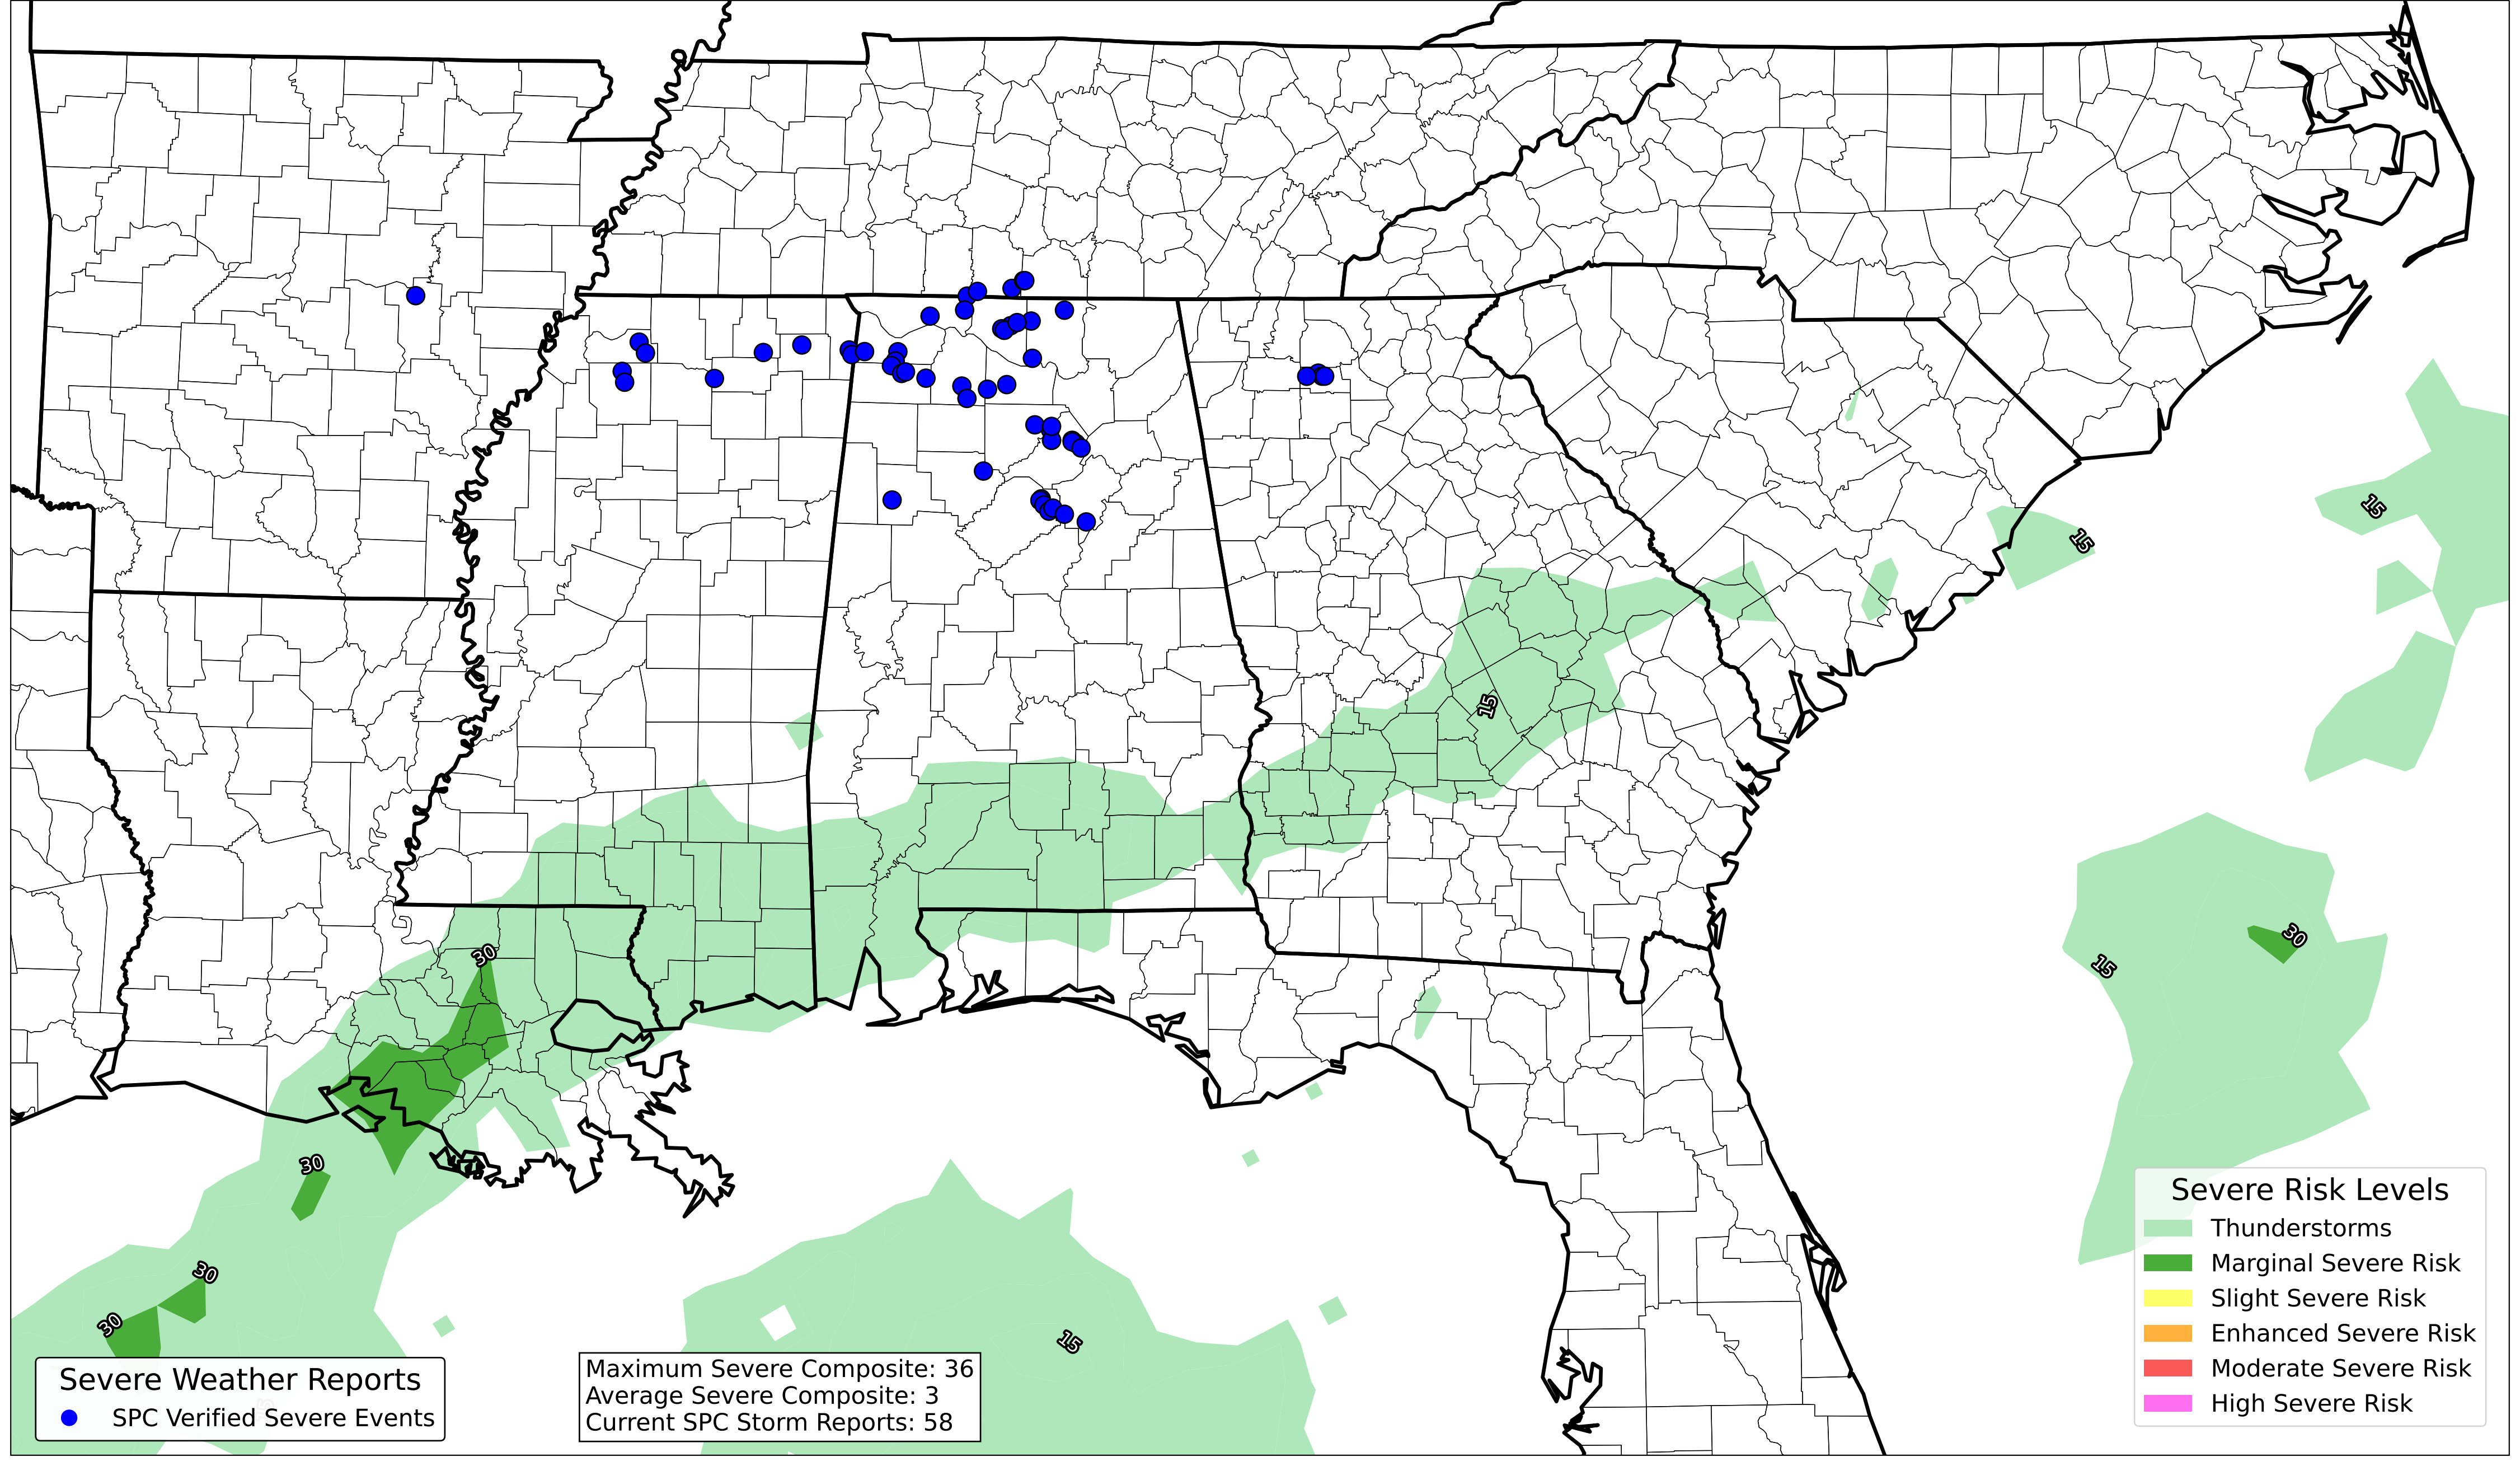 15
15
15
30
30
15
30
30
30
15
Severe Weather Reports
SPC Verified Severe Events
Maximum Severe Composite: 36
Average Severe Composite: 3
Current SPC Storm Reports: 58
Severe Risk Levels
Thunderstorms
Marginal Severe Risk
Slight Severe Risk
Enhanced Severe Risk
Moderate Severe Risk
High Severe Risk